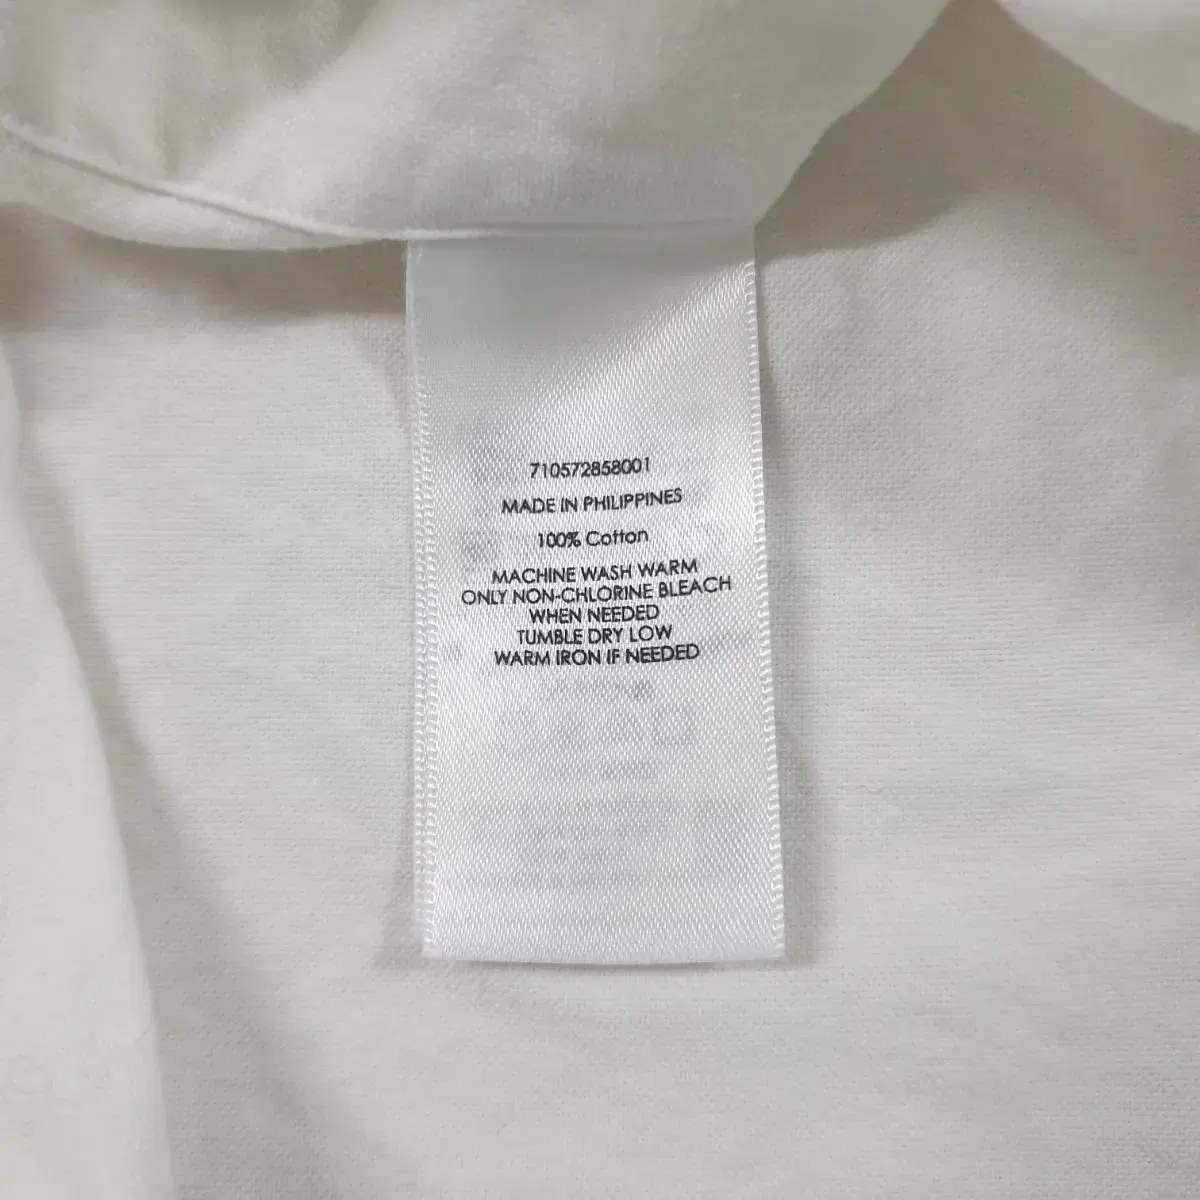 710572858001
MADE IN PHILIPPINES
100% Cotton
MACHINE WASH WARM
ONLY NON-CHLORINE BLEACH
WHEN NEEDED
TUMBLE DRY LOW
WARM IRON IF NEEDED